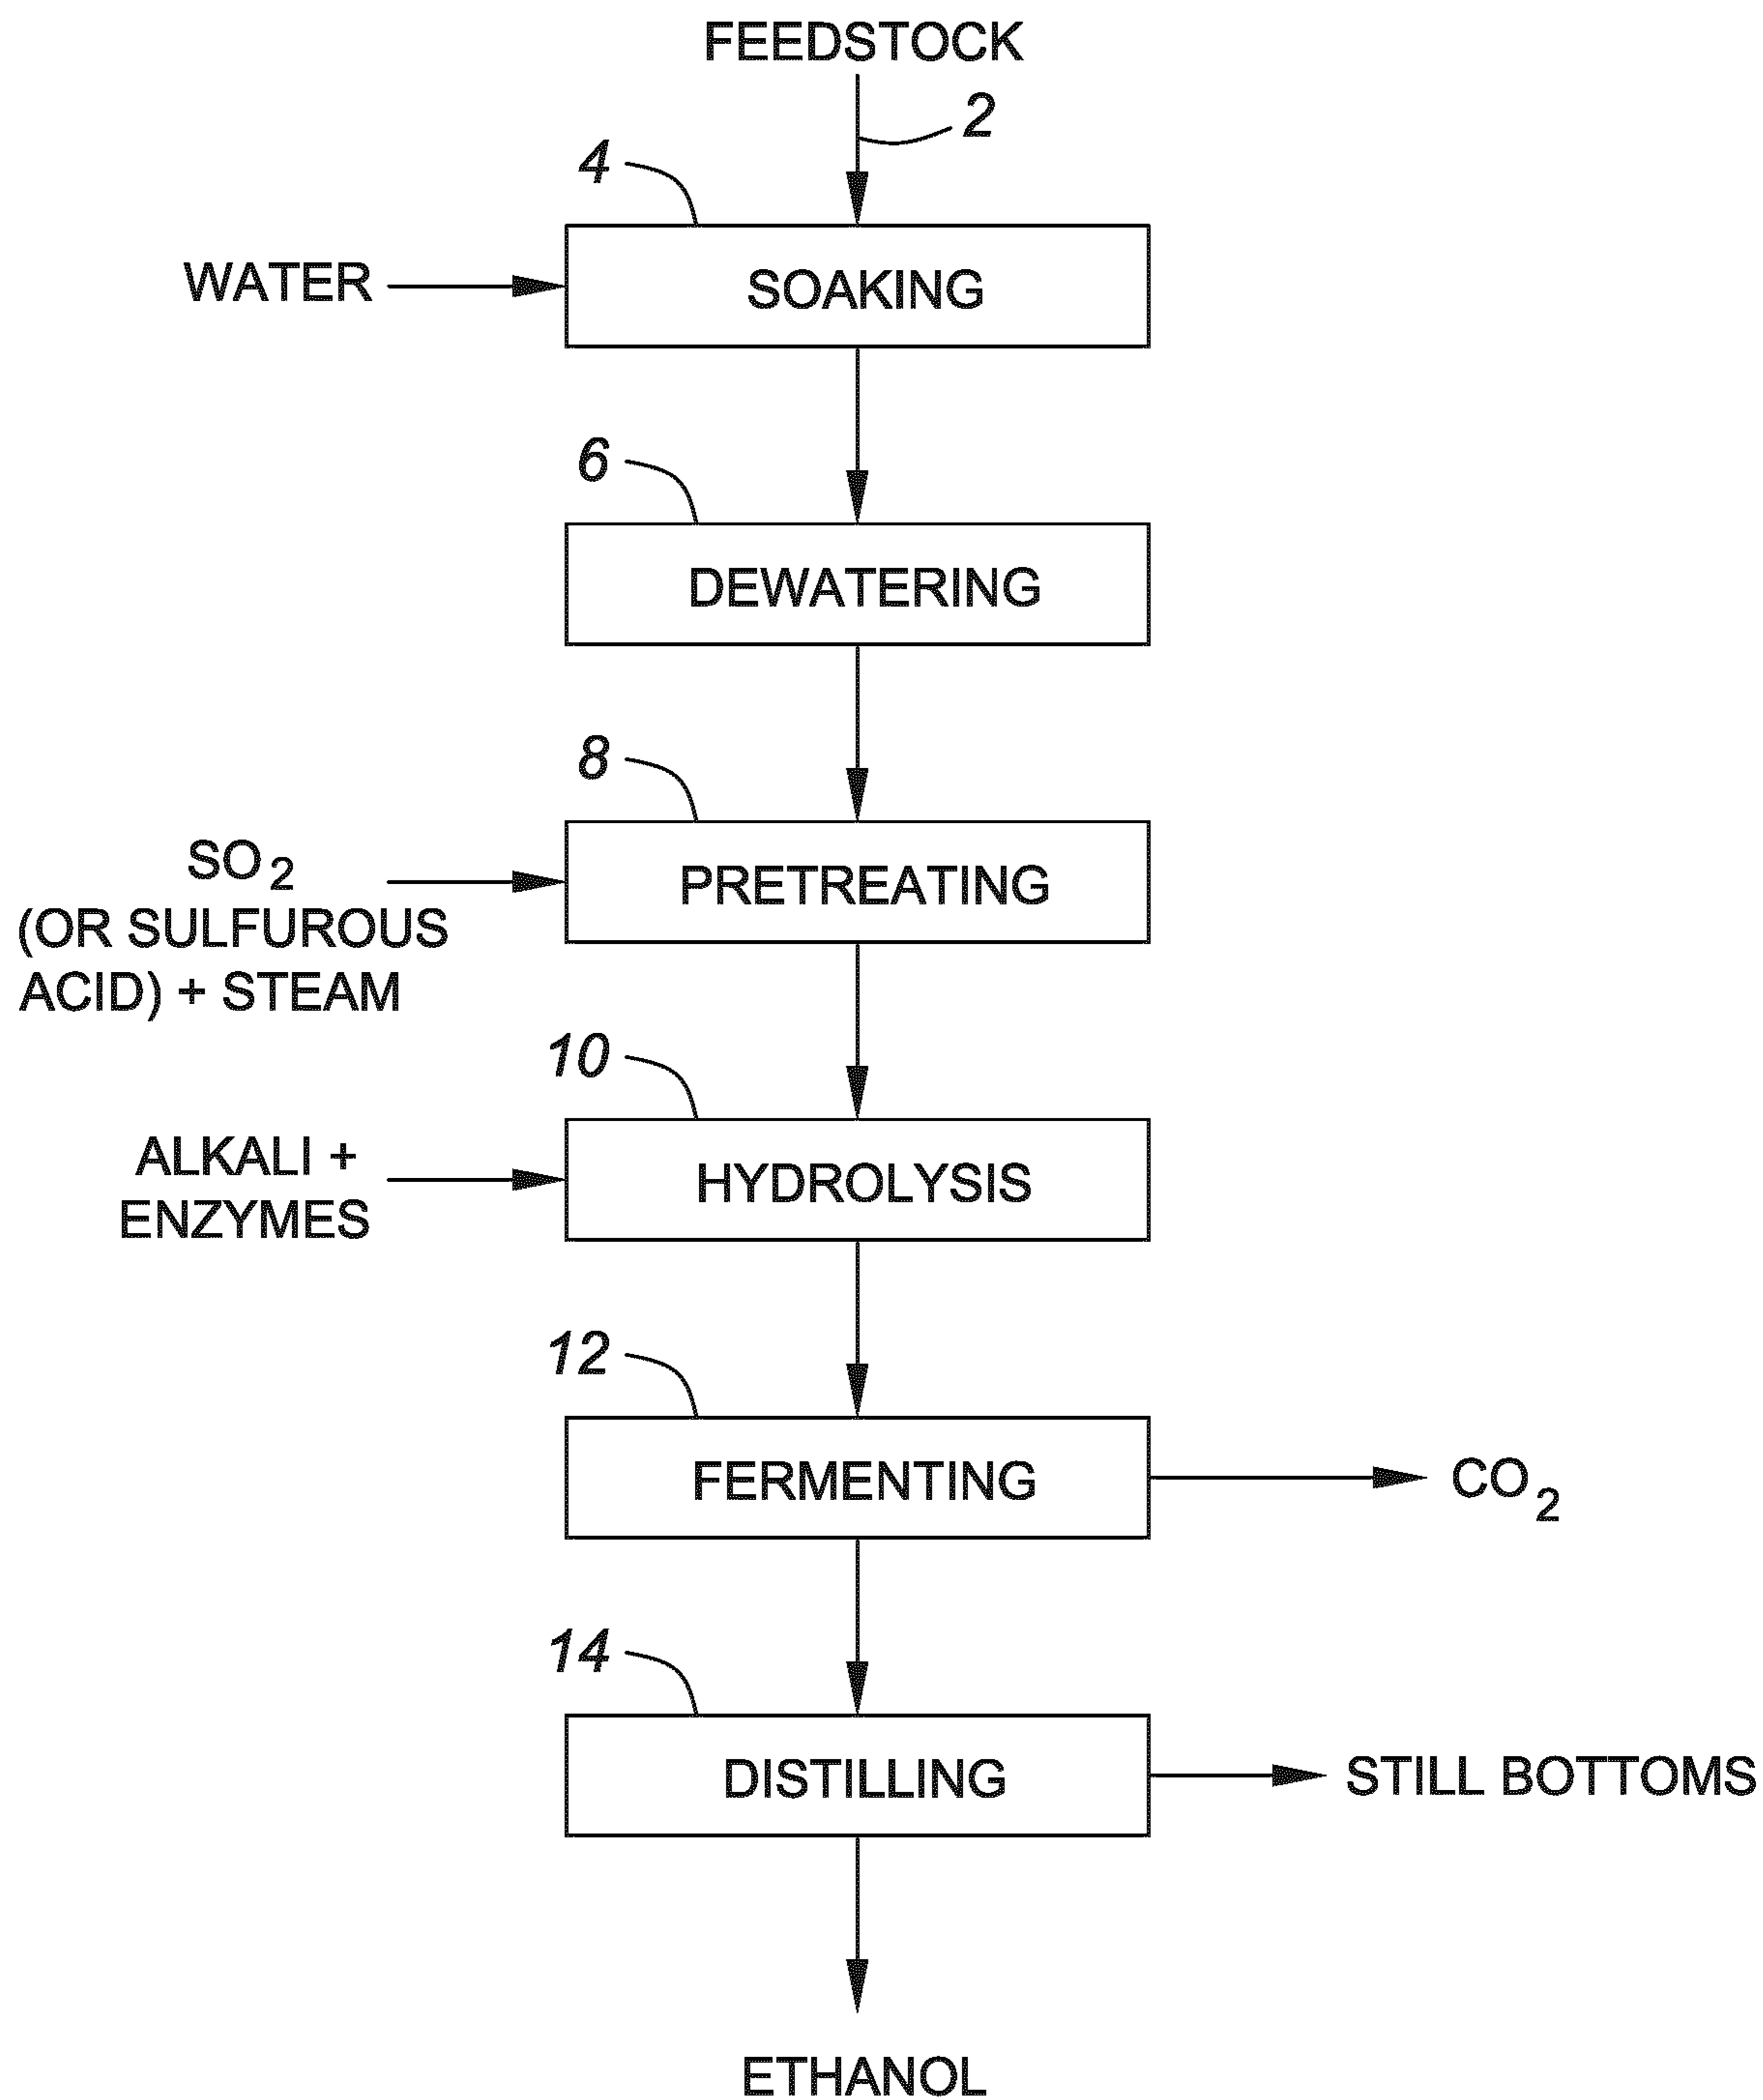 FEEDSTOCK
2
4
WATER
SOAKING
6
DEWATERING
8
SO2
(OR SULFUROUS
ACID) + STEAM
PRETREATING
10
ALKALI +
ENZYMES
HYDROLYSIS
12
FERMENTING
CO2
14
DISTILLING
STILL BOTTOMS
ETHANOL